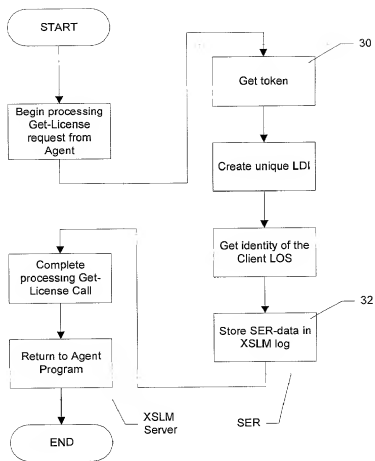 START
Begin processing
Get-License
request from
Agent
30
Get token
Create unique LDI
Get identity of the
Client LOS
32
Store SER-data in
XSLM log
Complete
processing Get-
License Call
Return to Agent
Program
XSLM
Server
SER
END